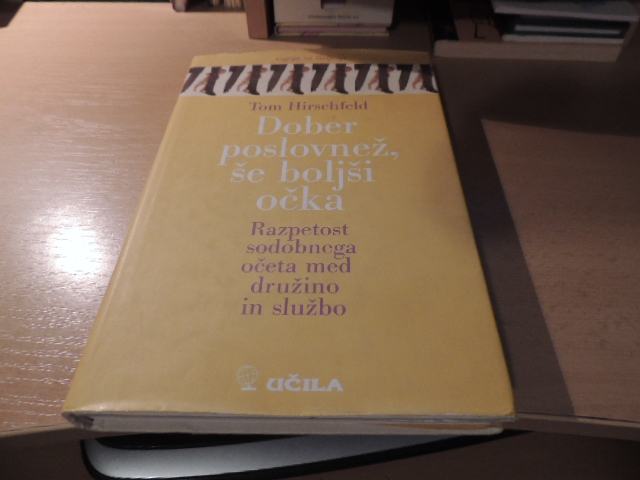 Tom Hirschfeld
Dober
poslovnež,
še boljši
očka
Razpetost
sodobnega
očeta med
družino
in službo
UČILA